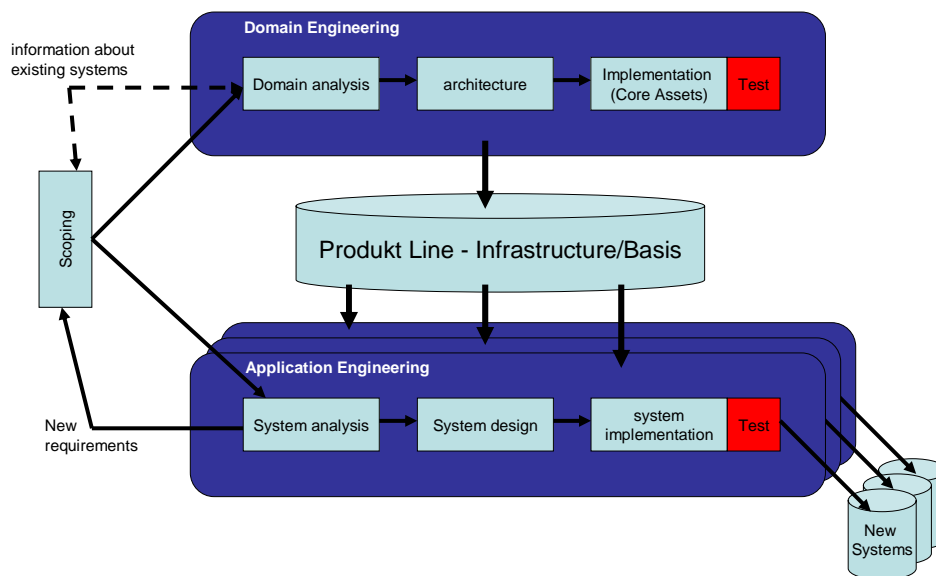 Domain Engineering
information about
existing systems
Domain analysis
architecture
Implementation
(Core Assets)
Test
Scoping
Produkt Line - Infrastructure/Basis
Application Engineering
System analysis
System design
system
implementation
Test
New
requirements
New
Systems